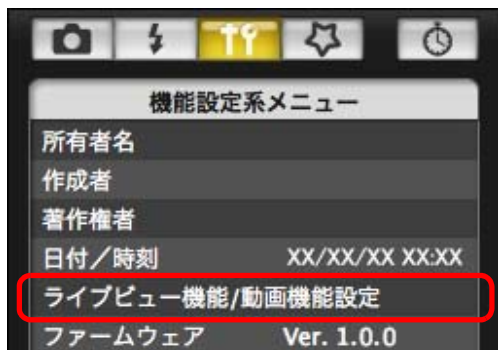 機能設定系メニュー
所有者名
作成者
著作権者
日付／時刻 XX/XX/XX XX:XX
ライブビュー機能/動画機能設定
ファームウェア Ver. 1.0.0